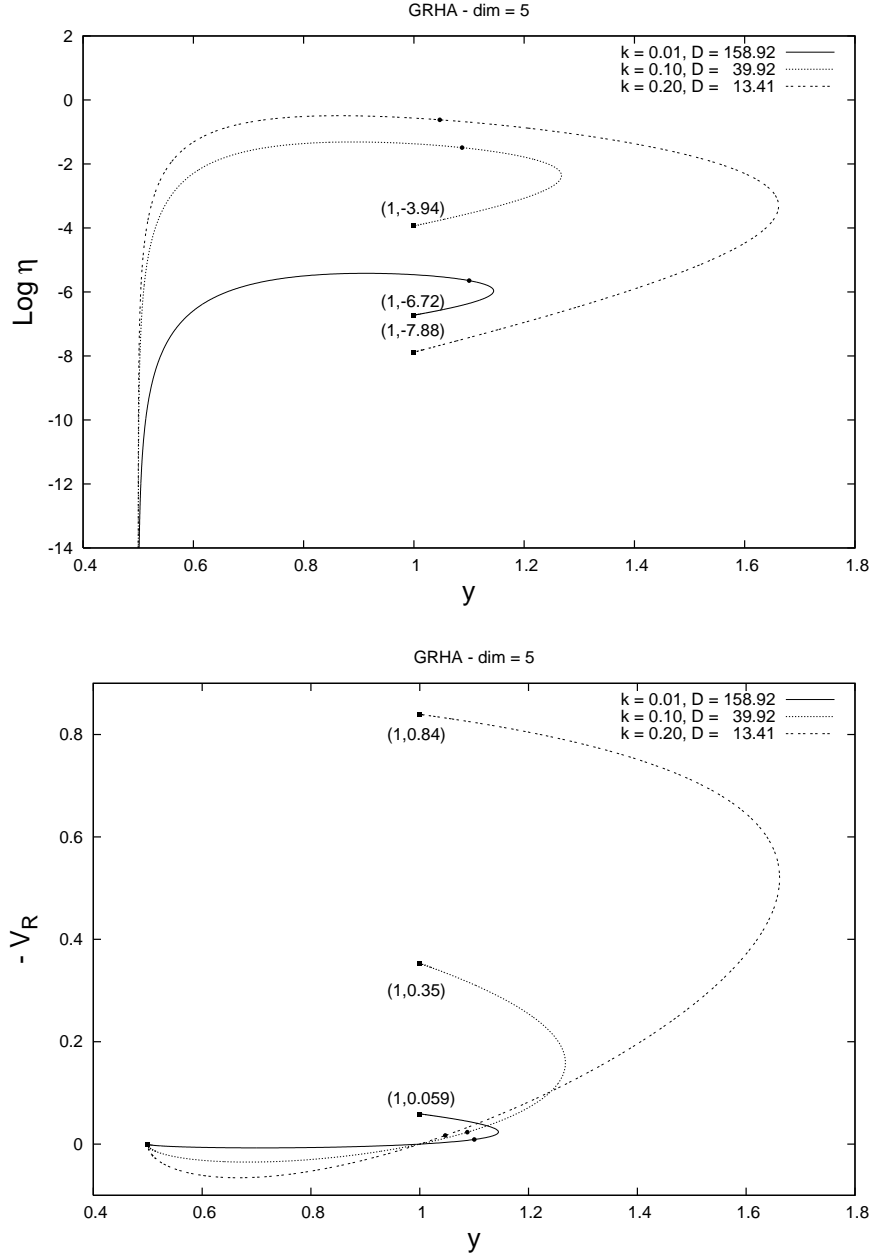 GRHA - dim = 5
k = 0.01, D = 158.92
k = 0.10, D = 39.92
k = 0.20, D = 13.41
2
0
-2
-4
-6
-8
-10
-12
-14
Log η
(1,-3.94)
(1,-6.72)
(1,-7.88)
0.4 0.6 0.8 1 1.2 1.4 1.6 1.8
y
GRHA - dim = 5
k = 0.01, D = 158.92
k = 0.10, D = 39.92
k = 0.20, D = 13.41
0.8
0.6
0.4
0.2
0
- V_R
(1,0.84)
(1,0.35)
(1,0.059)
0.4 0.6 0.8 1 1.2 1.4 1.6 1.8
y